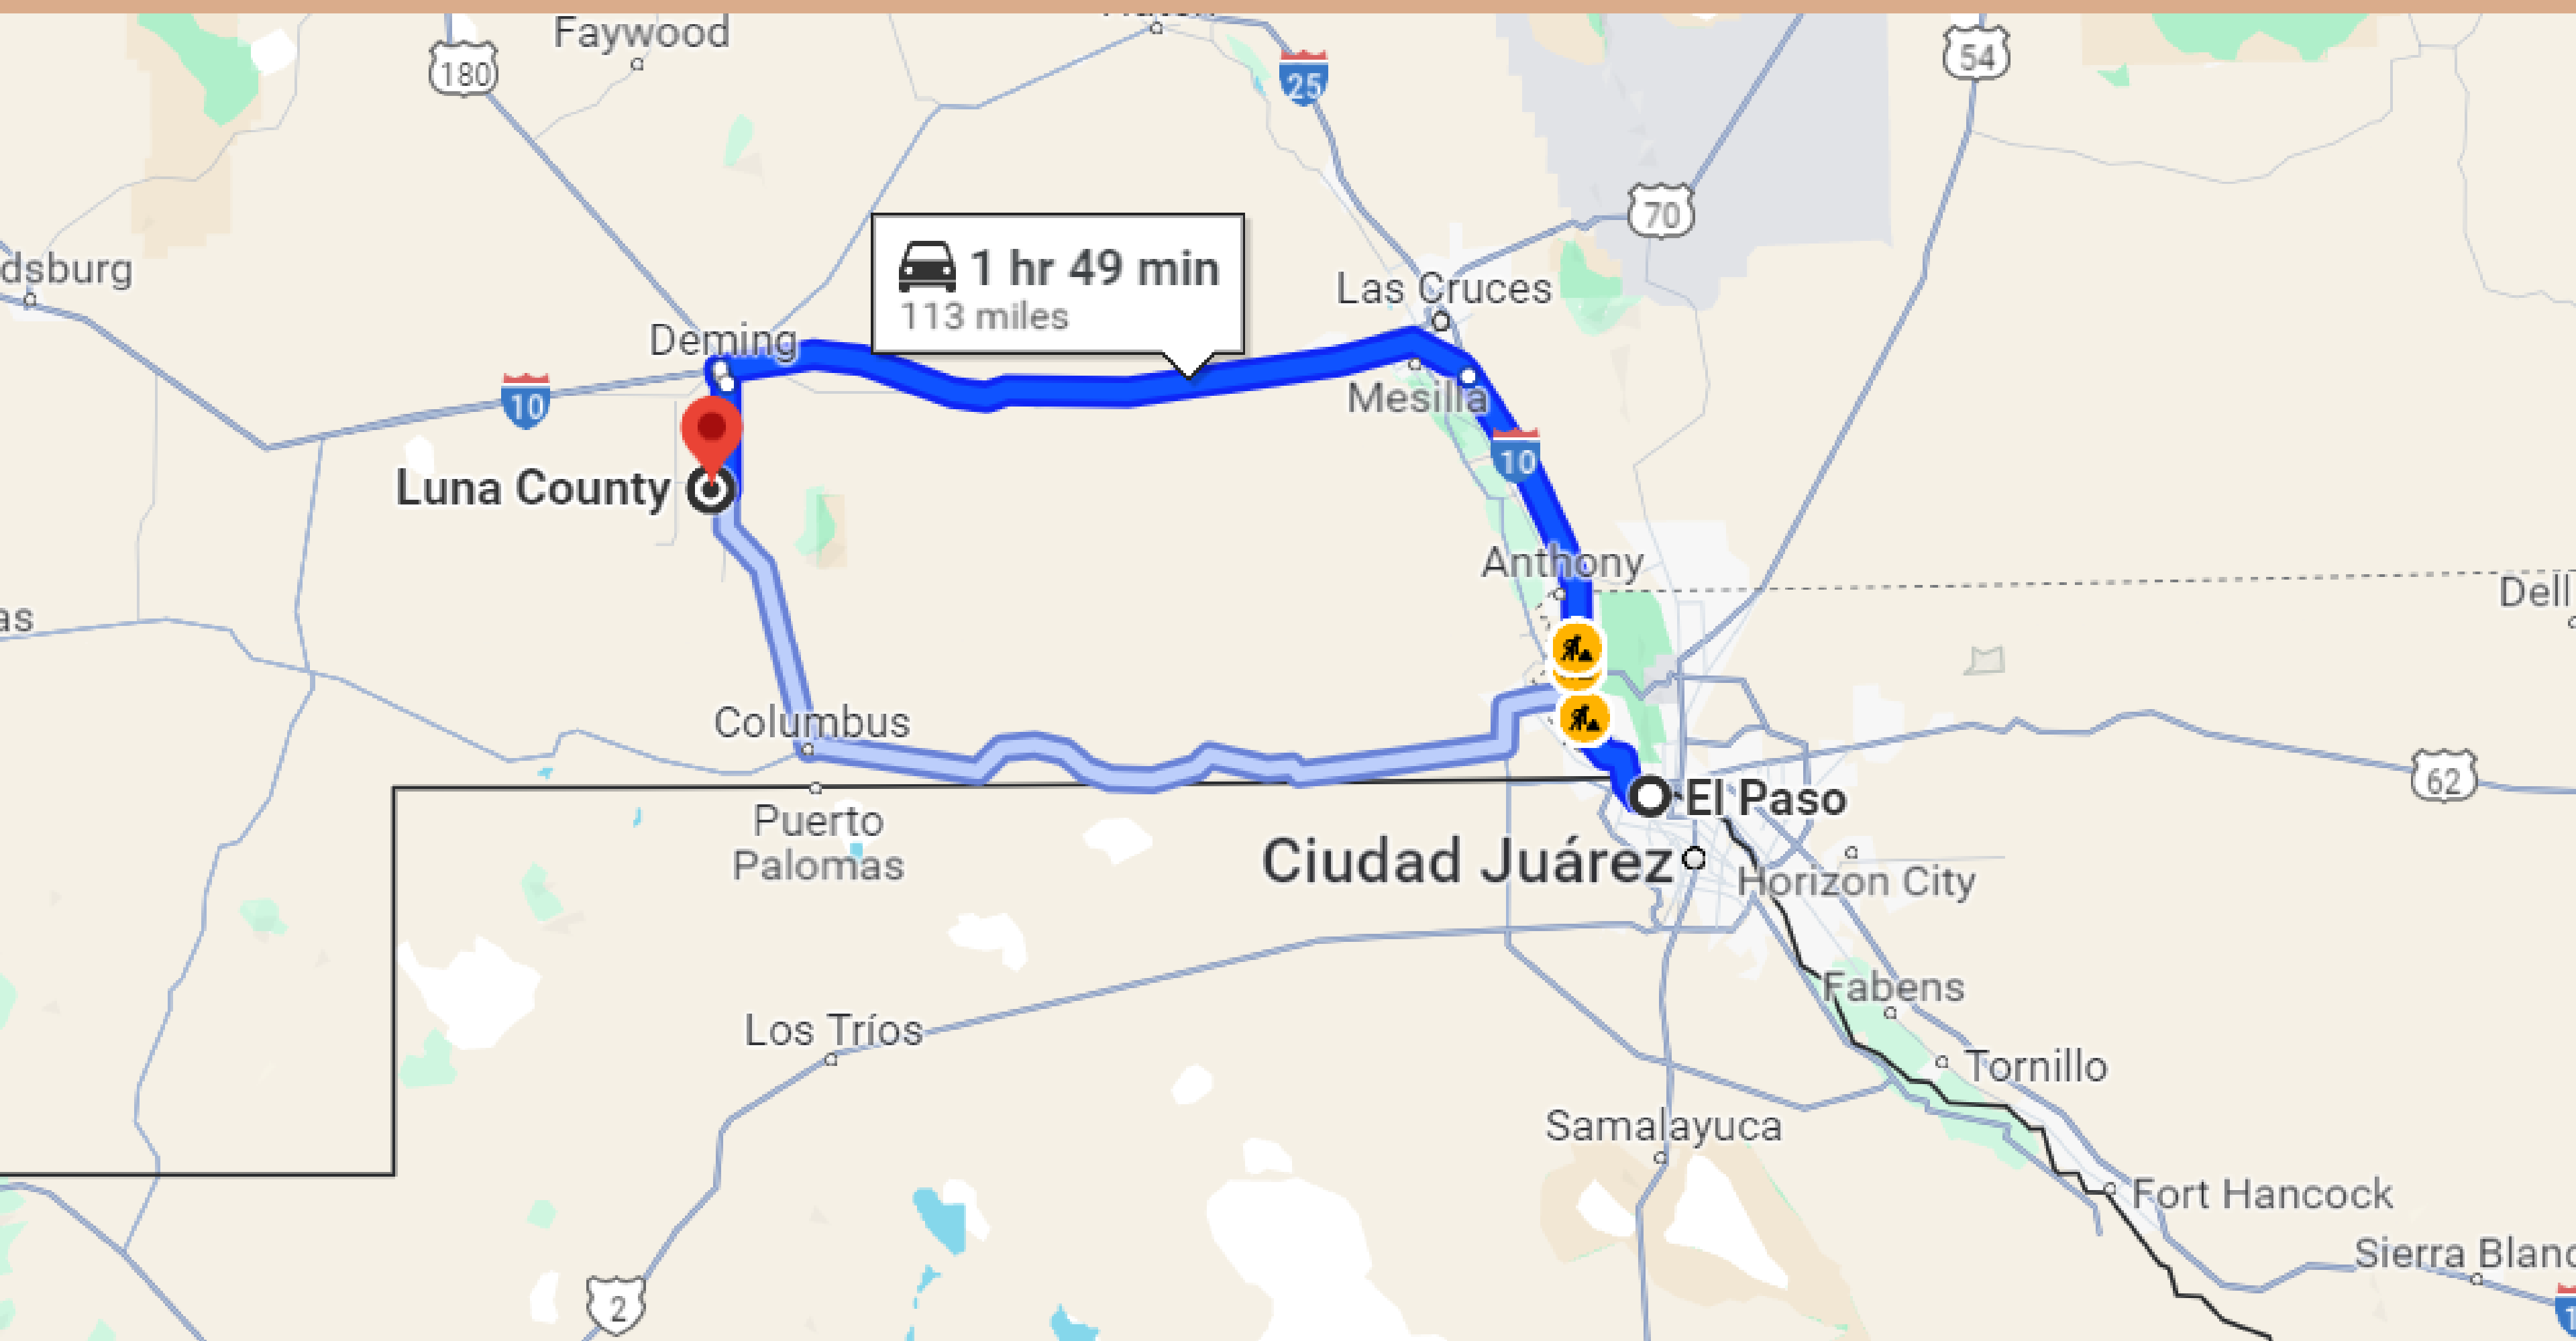 Faywood
180
25
54
70
dsburg
1 hr 49 min
113 miles
Las Cruces
Deming
10
Mesilla
10
Luna County
Anthony
Dell
as
Columbus
62
El Paso
Puerto
Palomas
Ciudad Juárez
Horizon City
Fabens
Los Tríos
Tornillo
Samalayuca
Fort Hancock
Sierra Blanc
2